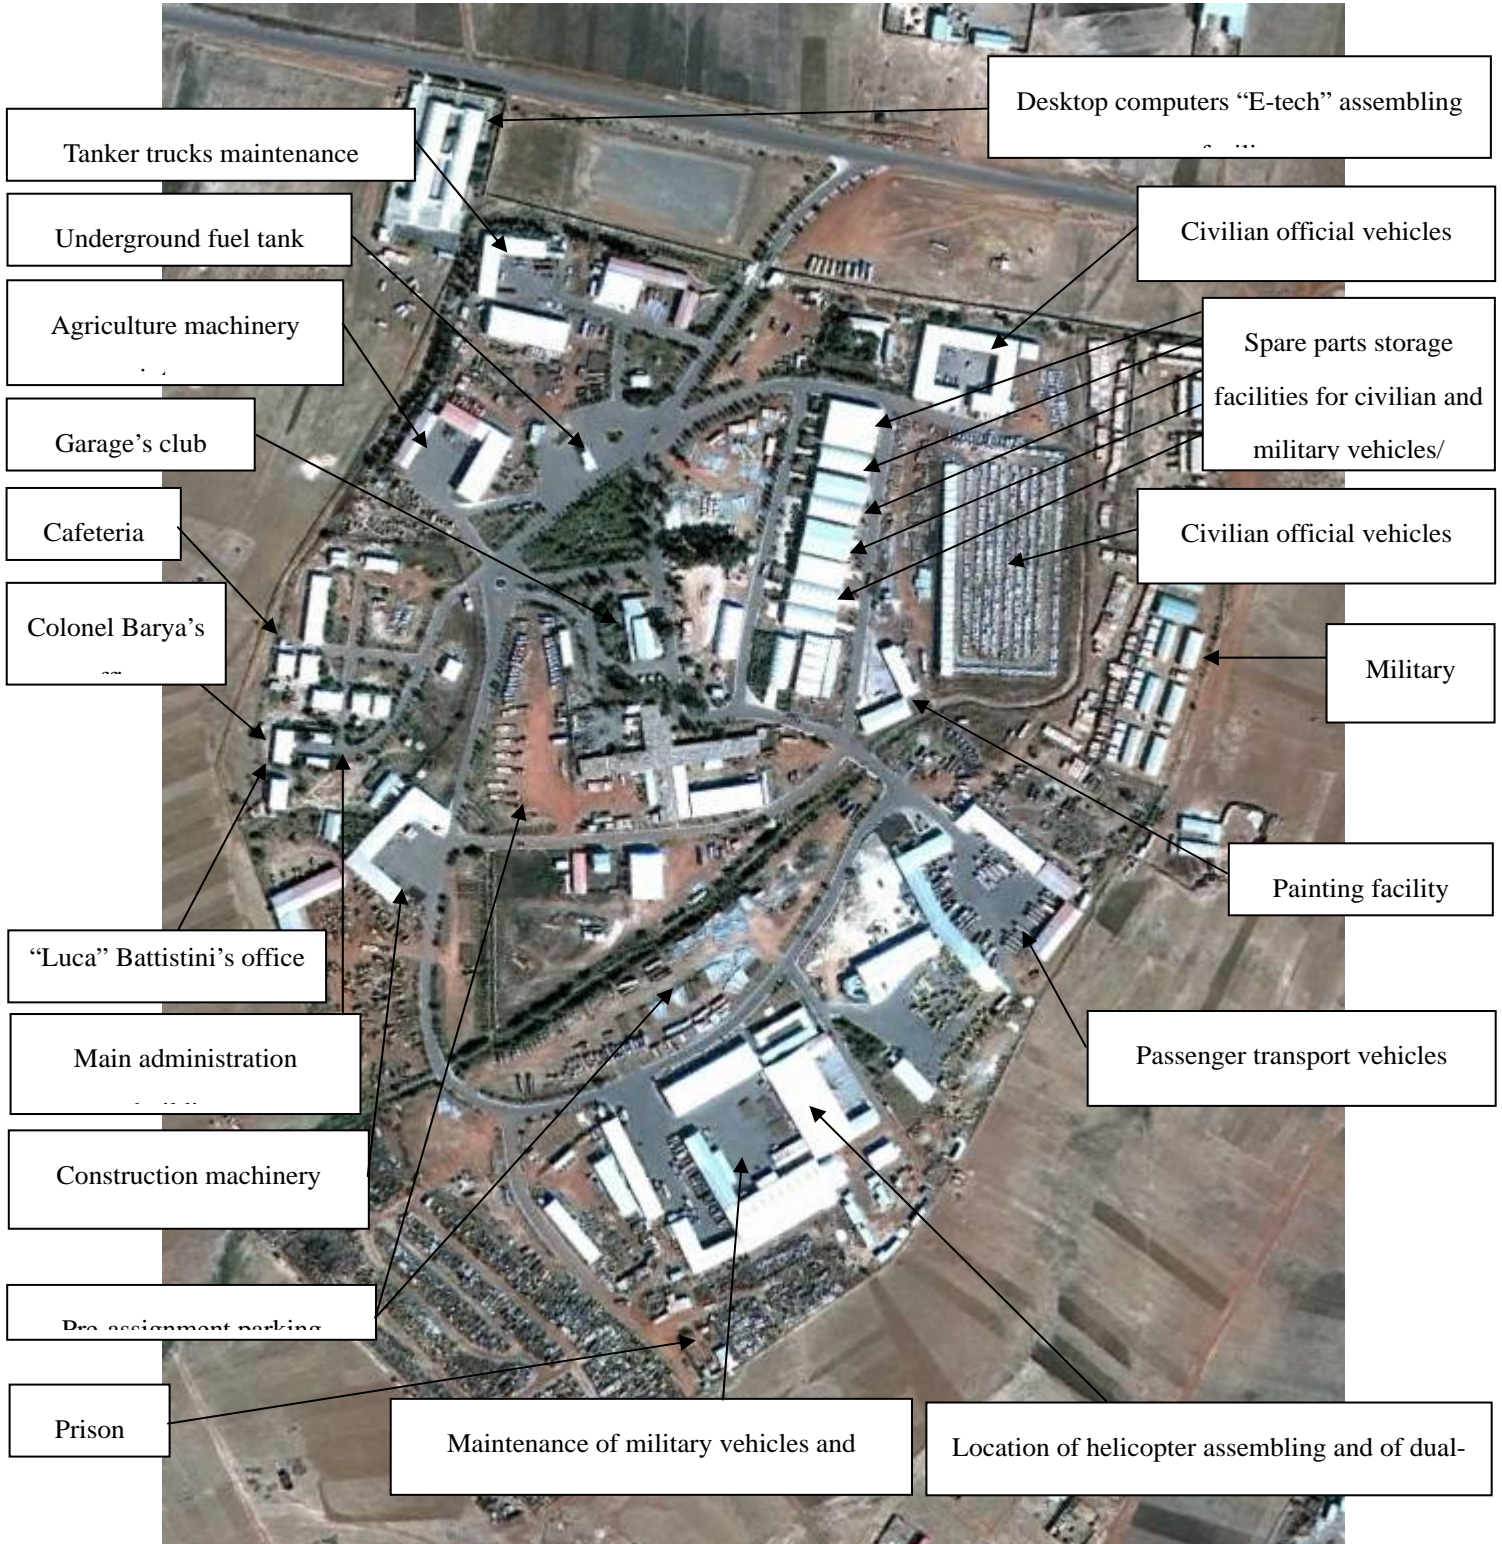 Desktop computers “E-tech” assembling
Tanker trucks maintenance
Underground fuel tank
Civilian official vehicles
Agriculture machinery
Spare parts storage
facilities for civilian and
military vehicles/
Garage’s club
Cafeteria
Civilian official vehicles
Colonel Barya’s
Military
Painting facility
“Luca” Battistini’s office
Main administration
Passenger transport vehicles
Construction machinery
Pre-assignment parking
Prison
Maintenance of military vehicles and
Location of helicopter assembling and of dual-